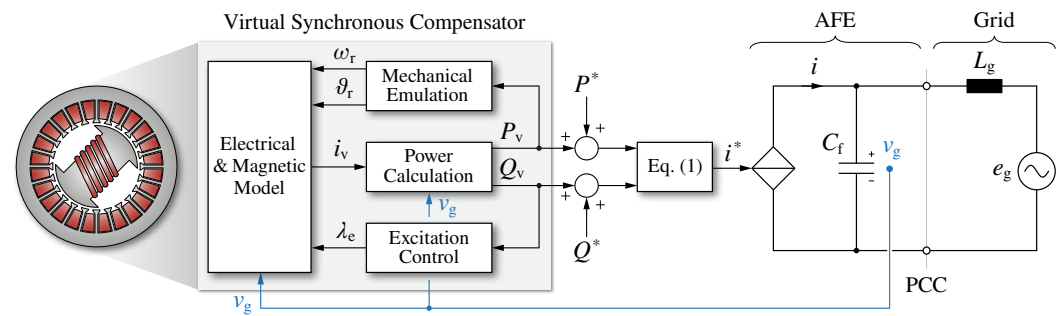 Virtual Synchronous Compensator
AFE
Grid
ωr
ϑr
Mechanical
Emulation
Electrical
& Magnetic
Model
iv
Power
Calculation
Pv
Qv
vg
λe
Excitation
Control
vg
P*
+
+
+
+
Q*
Eq. (1)
i*
i
Cf
+
-
vg
Lg
eg
PCC